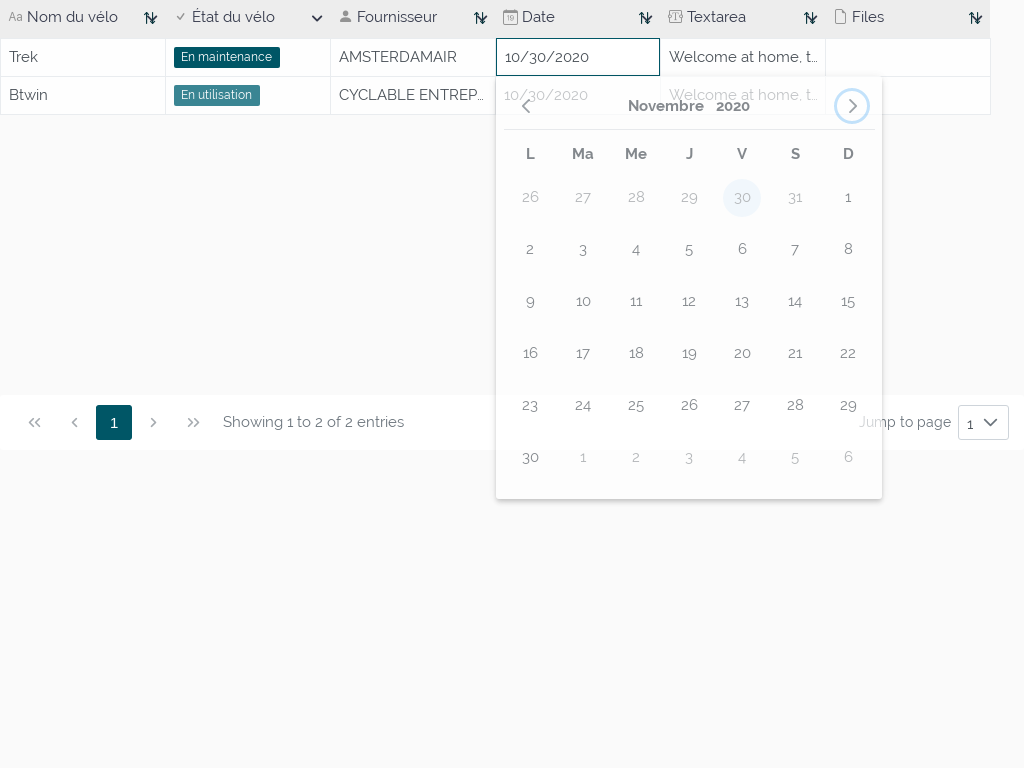 Aa Nom du vélo État du vélo Fournisseur 19 Date Textarea Files
Trek En maintenance AMSTERDAMAIR 10/30/2020 Welcome at home, t...
Btwin En utilisation CYCLABLE ENTREP... 10/30/2020 Welcome at home, t...
Novembre 2020
L Ma Me J V S D
26 27 28 29 30 31 1
2 3 4 5 6 7 8
9 10 11 12 13 14 15
16 17 18 19 20 21 22
23 24 25 26 27 28 29
30 1 2 3 4 5 6
1 Showing 1 to 2 of 2 entries Jump to page 1